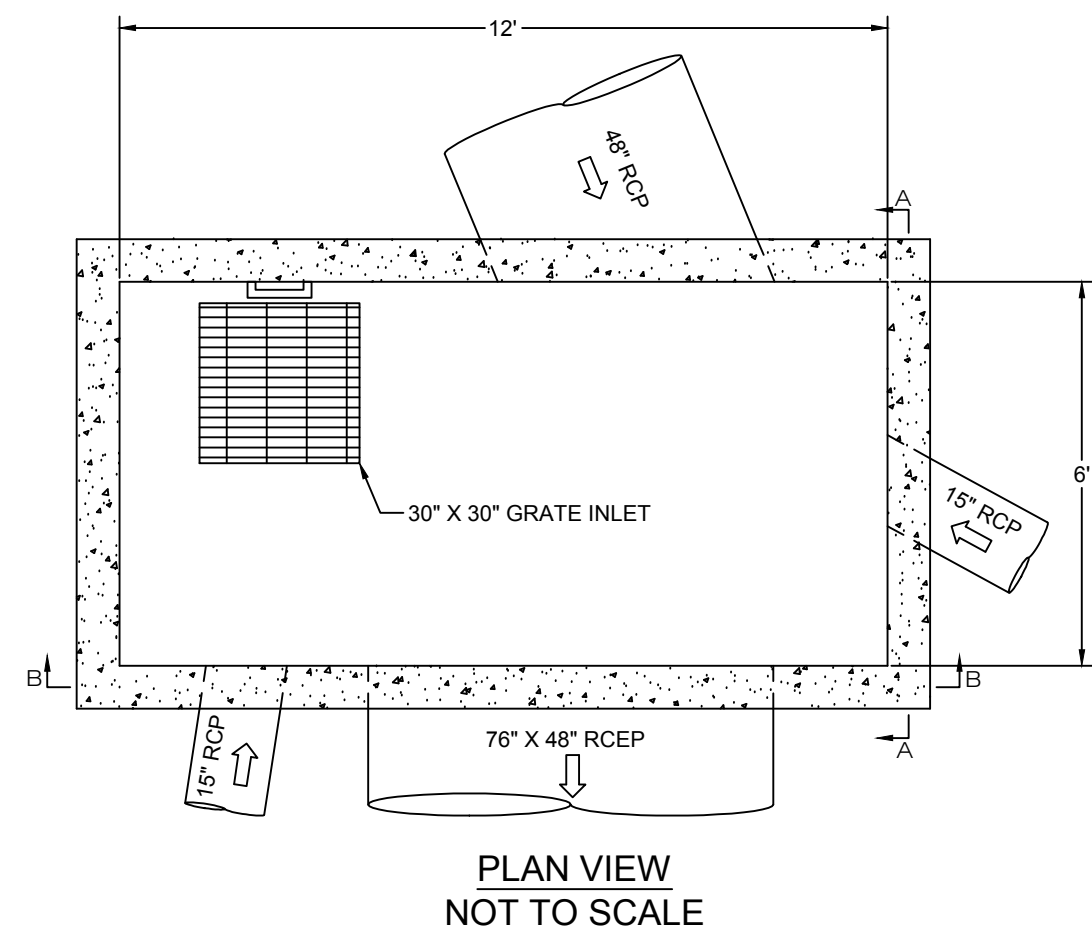 12'
48" RCP
A
6'
30" X 30" GRATE INLET
15" RCP
B
B
15" RCP
76" X 48" RCEP
A
PLAN VIEW
NOT TO SCALE